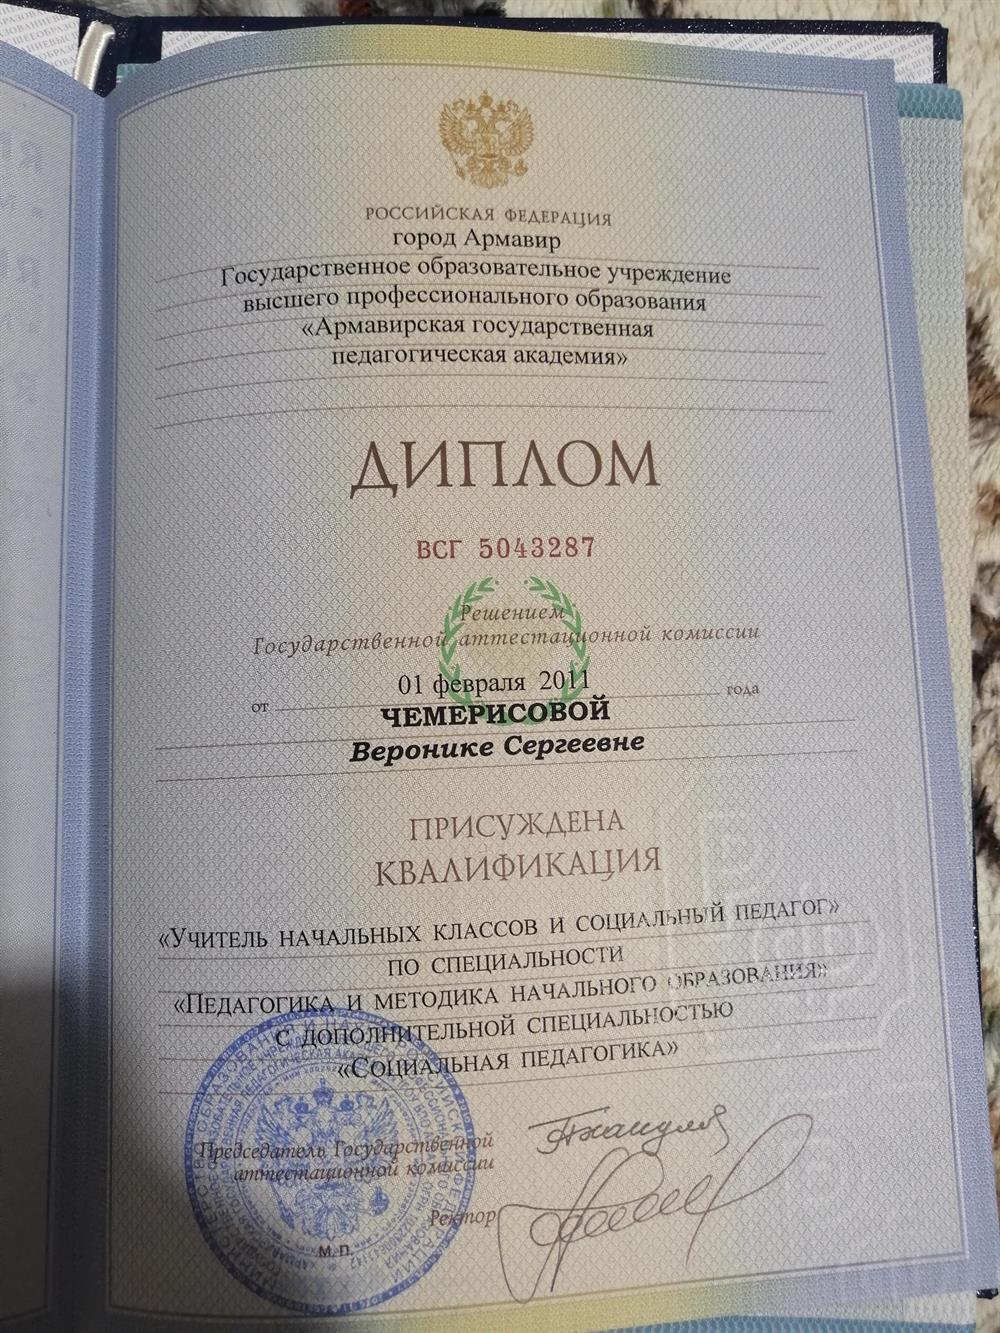 РОССИЙСКАЯ ФЕДЕРАЦИЯ
город Армавир
Государственное образовательное учреждение
высшего профессионального образования
«Армавирская государственная
педагогическая академия»
ДИПЛОМ
ВСГ 5043287
Решением
Государственной аттестационной комиссии
от 01 февраля 2011 года
ЧЕМЕРИСОВОЙ
Веронике Сергеевне
ПРИСУЖДЕНА
КВАЛИФИКАЦИЯ
«УЧИТЕЛЬ НАЧАЛЬНЫХ КЛАССОВ И СОЦИАЛЬНЫЙ ПЕДАГОГ»
ПО СПЕЦИАЛЬНОСТИ
«ПЕДАГОГИКА И МЕТОДИКА НАЧАЛЬНОГО ОБРАЗОВАНИЯ»
С ДОПОЛНИТЕЛЬНОЙ СПЕЦИАЛЬНОСТЬЮ
«СОЦИАЛЬНАЯ ПЕДАГОГИКА»
Председатель Государственной
аттестационной комиссии
Ректор
М. П.